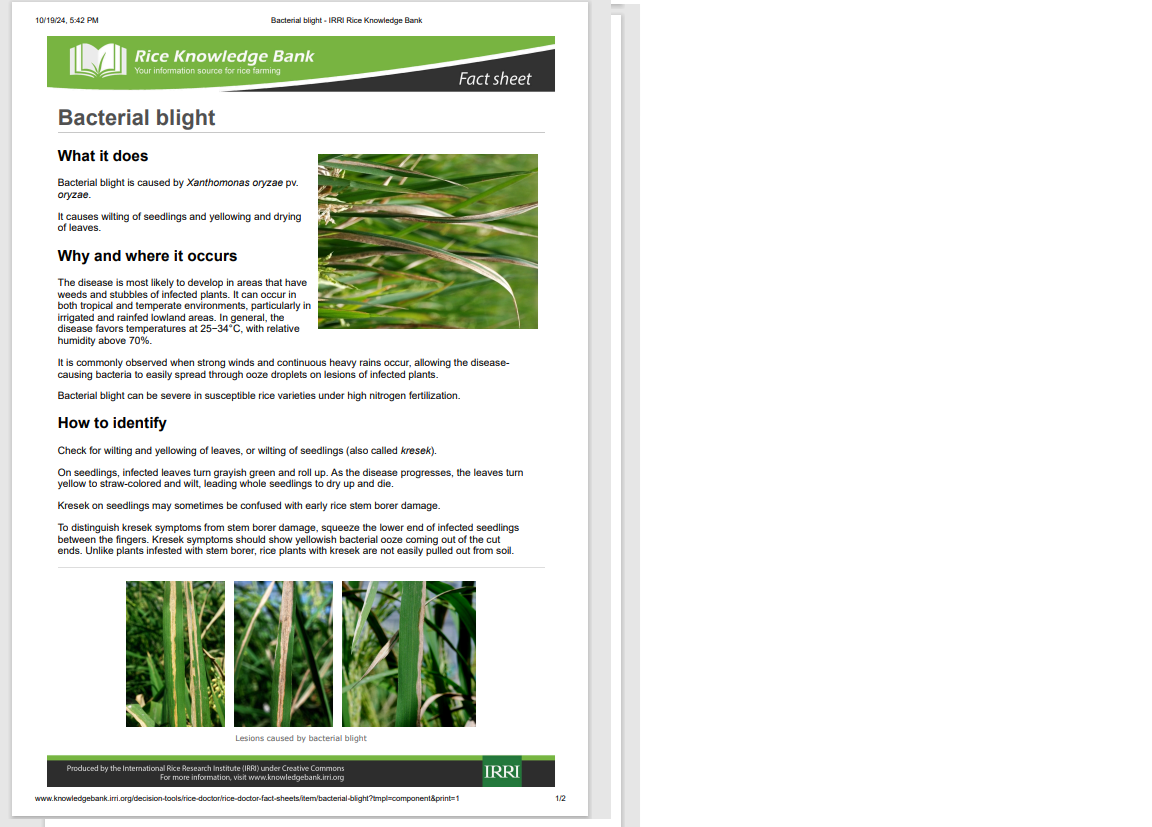 10/19/24, 5:42 PM
Bacterial blight - IRRI Rice Knowledge Bank
Rice Knowledge Bank
Your information source for rice farming
Fact sheet
Bacterial blight
What it does
Bacterial blight is caused by Xanthomonas oryzae pv.
oryzae.
It causes wilting of seedlings and yellowing and drying
of leaves.
Why and where it occurs
The disease is most likely to develop in areas that have
weeds and stubbles of infected plants. It can occur in
both tropical and temperate environments, particularly in
irrigated and rainfed lowland areas. In general, the
disease favors temperatures at 25−34°C, with relative
humidity above 70%.
It is commonly observed when strong winds and continuous heavy rains occur, allowing the disease-
causing bacteria to easily spread through ooze droplets on lesions of infected plants.
Bacterial blight can be severe in susceptible rice varieties under high nitrogen fertilization.
How to identify
Check for wilting and yellowing of leaves, or wilting of seedlings (also called kresek).
On seedlings, infected leaves turn grayish green and roll up. As the disease progresses, the leaves turn
yellow to straw-colored and wilt, leading whole seedlings to dry up and die.
Kresek on seedlings may sometimes be confused with early rice stem borer damage.
To distinguish kresek symptoms from stem borer damage, squeeze the lower end of infected seedlings
between the fingers. Kresek symptoms should show yellowish bacterial ooze coming out of the cut
ends. Unlike plants infested with stem borer, rice plants with kresek are not easily pulled out from soil.
Lesions caused by bacterial blight
Produced by the International Rice Research Institute (IRRI) under Creative Commons
For more information, visit www.knowledgebank.irri.org
IRRI
www.knowledgebank.irri.org/decision-tools/rice-doctor/rice-doctor-fact-sheets/item/bacterial-blight?tmpl=component&print=1
1/2